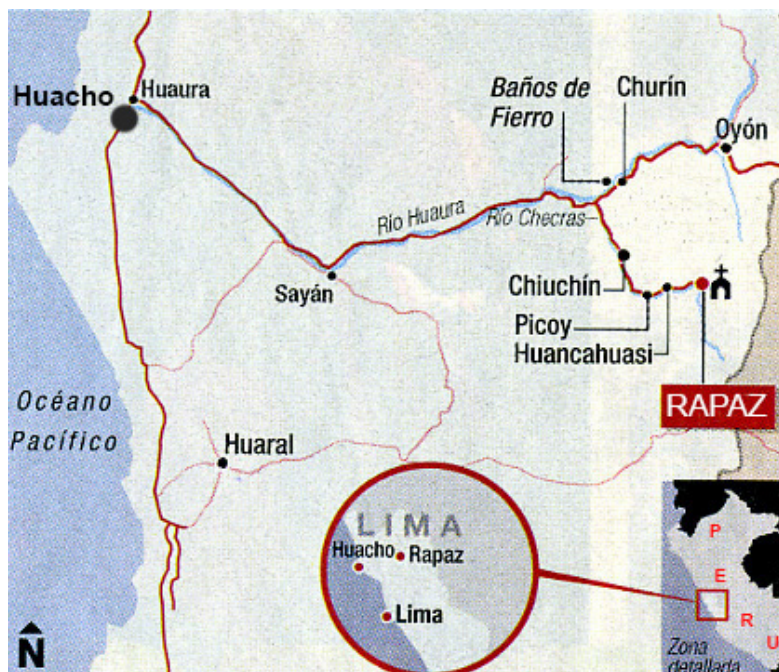 Huacho
Huaura
Baños de
Fierro
Churín
Oyón
Río Huaura
Río Checras
Sayán
Chiuchín
Picoy
Huancahuasi
RAPAZ
Océano
Pacífico
Huaral
LIMA
Huacho
Rapaz
Lima
P
E
R
U
Zona
detallada
N